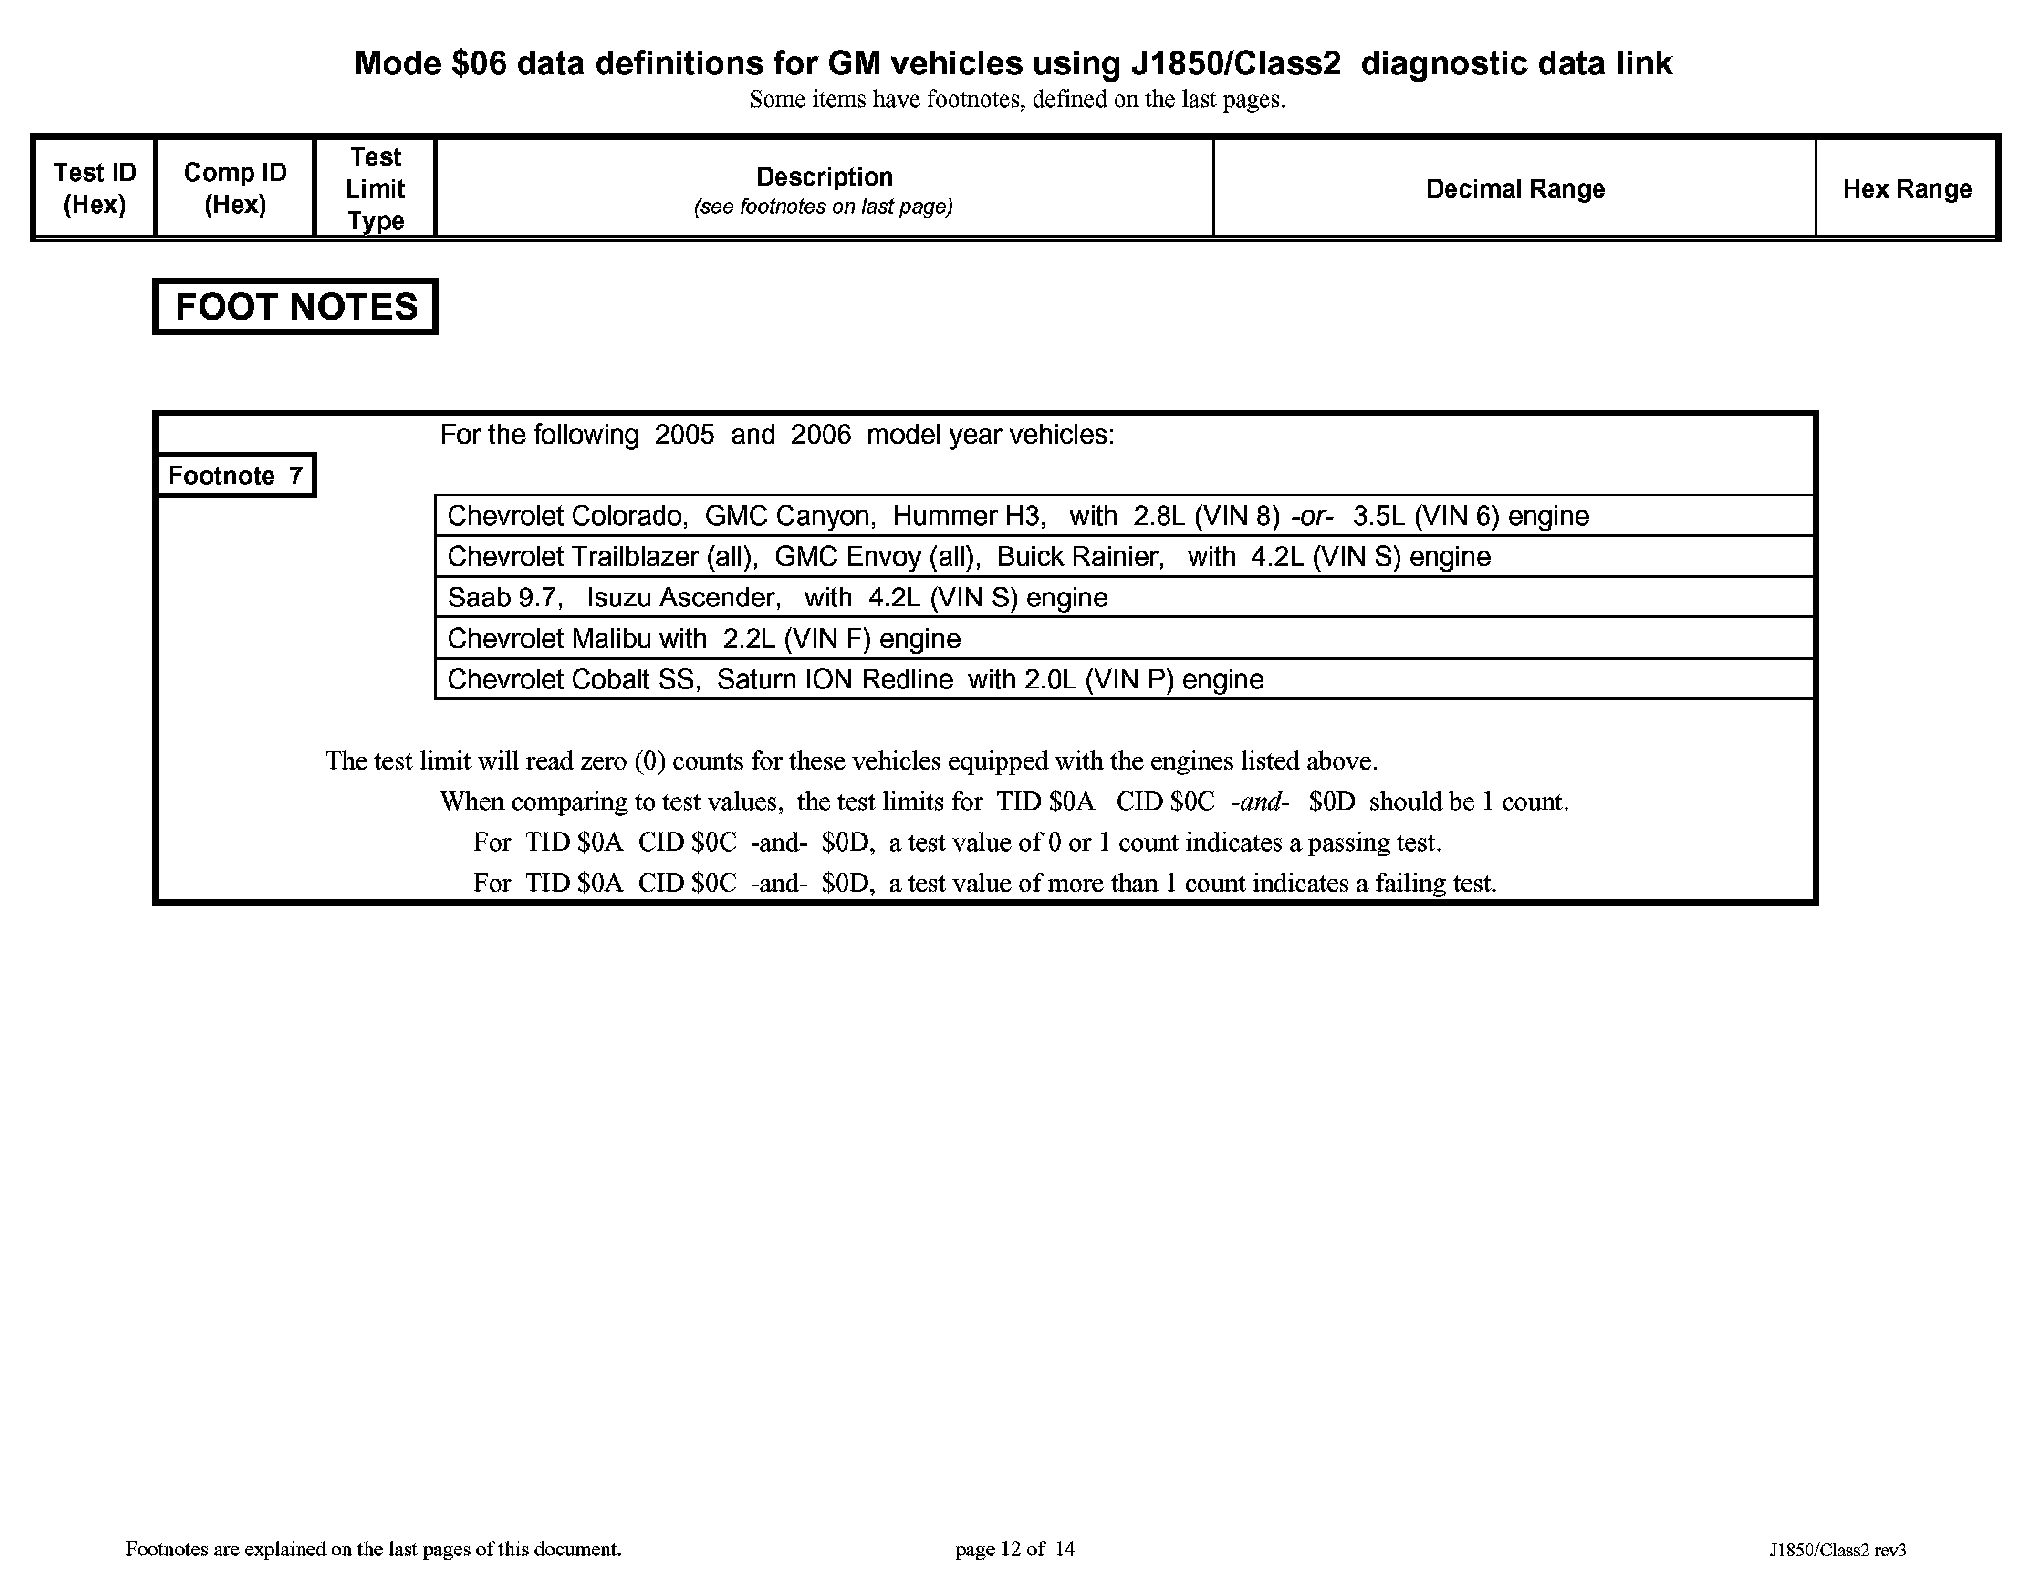 Mode $06 data definitions for GM vehicles using J1850/Class2 diagnostic data link
Some items have footnotes, defined on the last pages.
Test ID
(Hex)
Comp ID
(Hex)
Test
Limit
Type
Description
(see footnotes on last page)
Decimal Range
Hex Range
FOOT NOTES
For the following 2005 and 2006 model year vehicles:
Footnote 7
Chevrolet Colorado, GMC Canyon, Hummer H3, with 2.8L (VIN 8) -or- 3.5L (VIN 6) engine
Chevrolet Trailblazer (all), GMC Envoy (all), Buick Rainier, with 4.2L (VIN S) engine
Saab 9.7, Isuzu Ascender, with 4.2L (VIN S) engine
Chevrolet Malibu with 2.2L (VIN F) engine
Chevrolet Cobalt SS, Saturn ION Redline with 2.0L (VIN P) engine
The test limit will read zero (0) counts for these vehicles equipped with the engines listed above.
When comparing to test values, the test limits for TID $0A CID $0C -and- $0D should be 1 count.
For TID $0A CID $0C -and- $0D, a test value of 0 or 1 count indicates a passing test.
For TID $0A CID $0C -and- $0D, a test value of more than 1 count indicates a failing test.
Footnotes are explained on the last pages of this document.
page 12 of 14
J1850/Class2 rev3